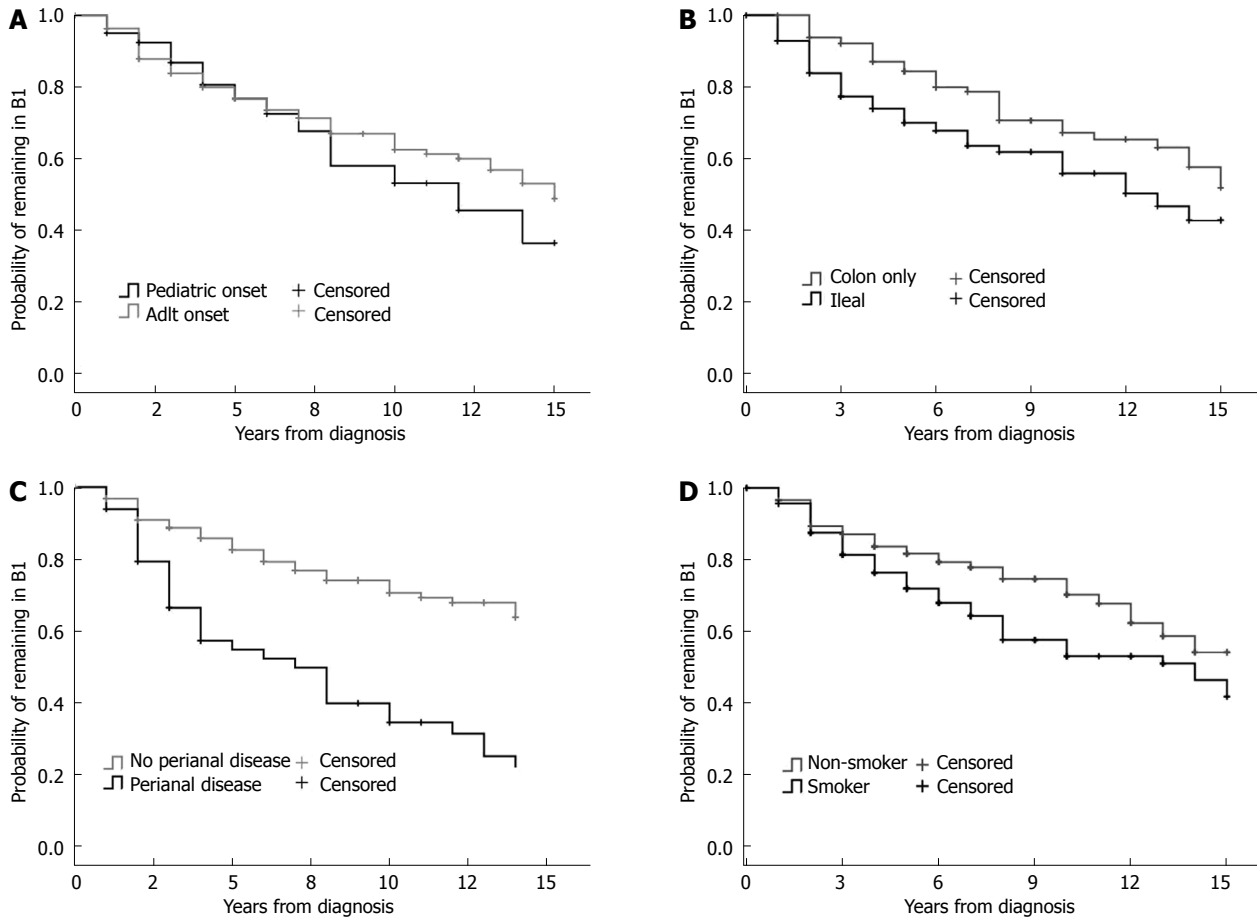 A
Probability of remaining in B1
1.0
0.8
0.6
0.4
0.2
0.0
Pediatric onset Censored
Adlt onset Censored
0 2 5 8 10 12 15
Years from diagnosis
B
Probability of remaining in B1
1.0
0.8
0.6
0.4
0.2
0.0
Colon only Censored
Ileal Censored
0 3 6 9 12 15
Years from diagnosis
C
Probability of remaining in B1
1.0
0.8
0.6
0.4
0.2
0.0
No perianal disease Censored
Perianal disease Censored
0 2 5 8 10 12 15
Years from diagnosis
D
Probability of remaining in B1
1.0
0.8
0.6
0.4
0.2
0.0
Non-smoker Censored
Smoker Censored
0 3 6 9 12 15
Years from diagnosis